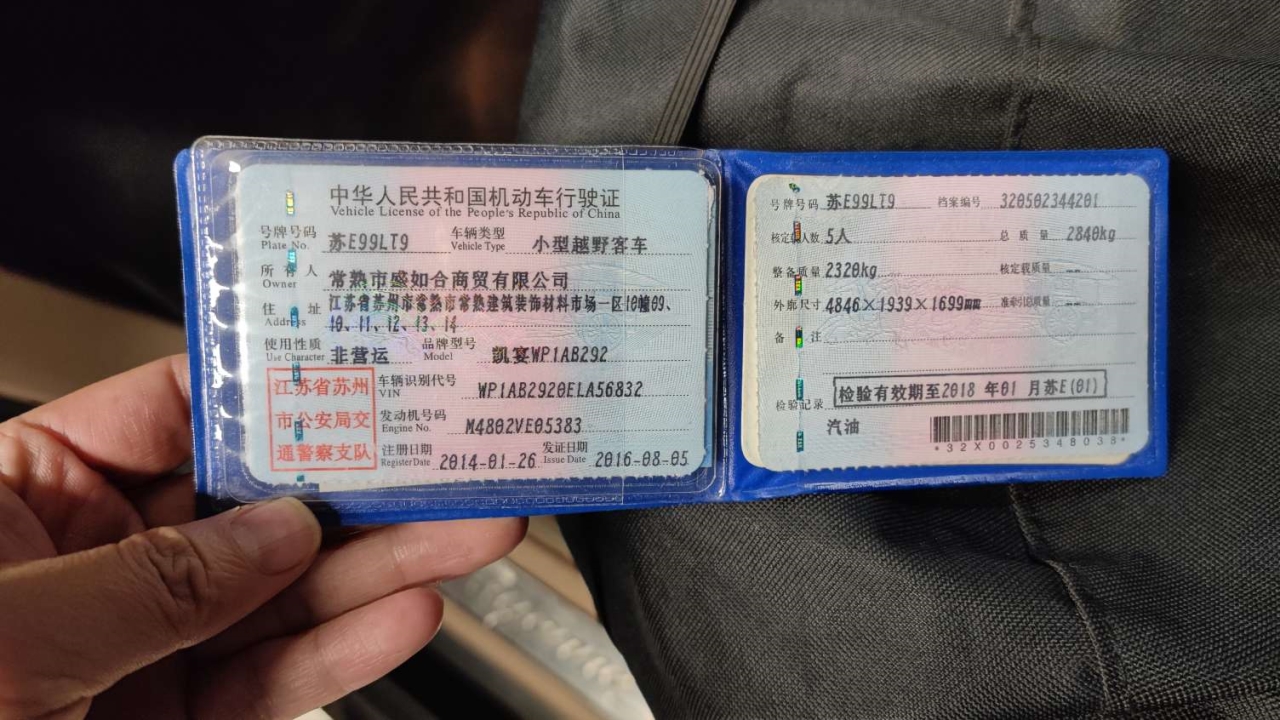 中华人民共和国机动车行驶证
Vehicle License of the People's Republic of China
号牌号码 苏E99LT9 车辆类型 小型越野客车
Plate No. Vehicle Type
所有人 常熟市盛如合商贸有限公司
Owner
住址 江苏省苏州市常熟市常熟建筑装饰材料市场一区10幢09、
Address 10、11、12、13、14
使用性质 非营运 品牌型号 凯宴WP1AB292
Use Character Model
江苏省苏州
市公安局交
通警察支队
车辆识别代号 WP1AB2920ELA56832
VIN
发动机号码 M4802VE05383
Engine No.
注册日期 2014-01-26 发证日期 2016-08-05
Register Date Issue Date
号牌号码 苏E99LT9 档案编号 320502344201
核定载人数 5人 总质量 2840kg
整备质量 2320kg 核定载质量 --
外廓尺寸 4846×1939×1699mm 准牵引总质量 --
备注
检验记录 检验有效期至2018年01月苏E(01)
汽油
*32X0025348038*